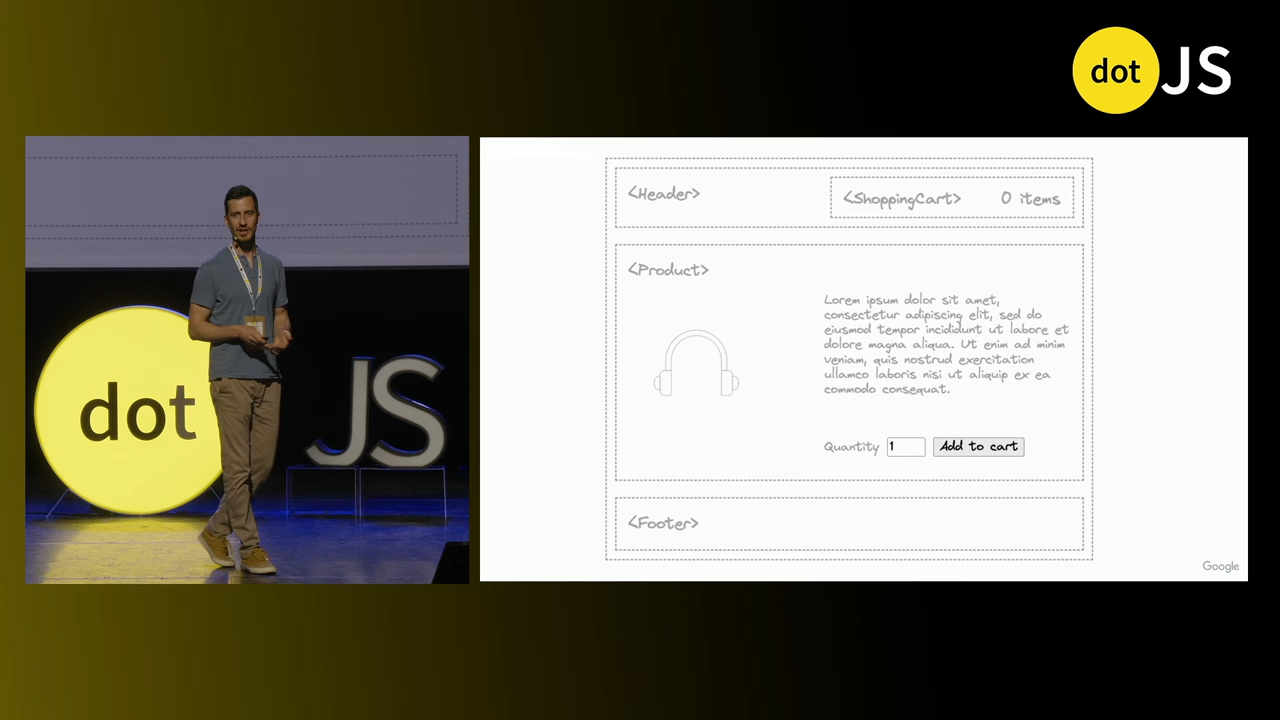 dot JS
dot JS
<Header>
<ShoppingCart> 0 items
<Product>
Lorem ipsum dolor sit amet,
consectetur adipiscing elit, sed do
eiusmod tempor incididunt ut labore et
dolore magna aliqua. Ut enim ad minim
veniam, quis nostrud exercitation
ullamco laboris nisi ut aliquip ex ea
commodo consequat.
Quantity 1 Add to cart
<Footer>
Google